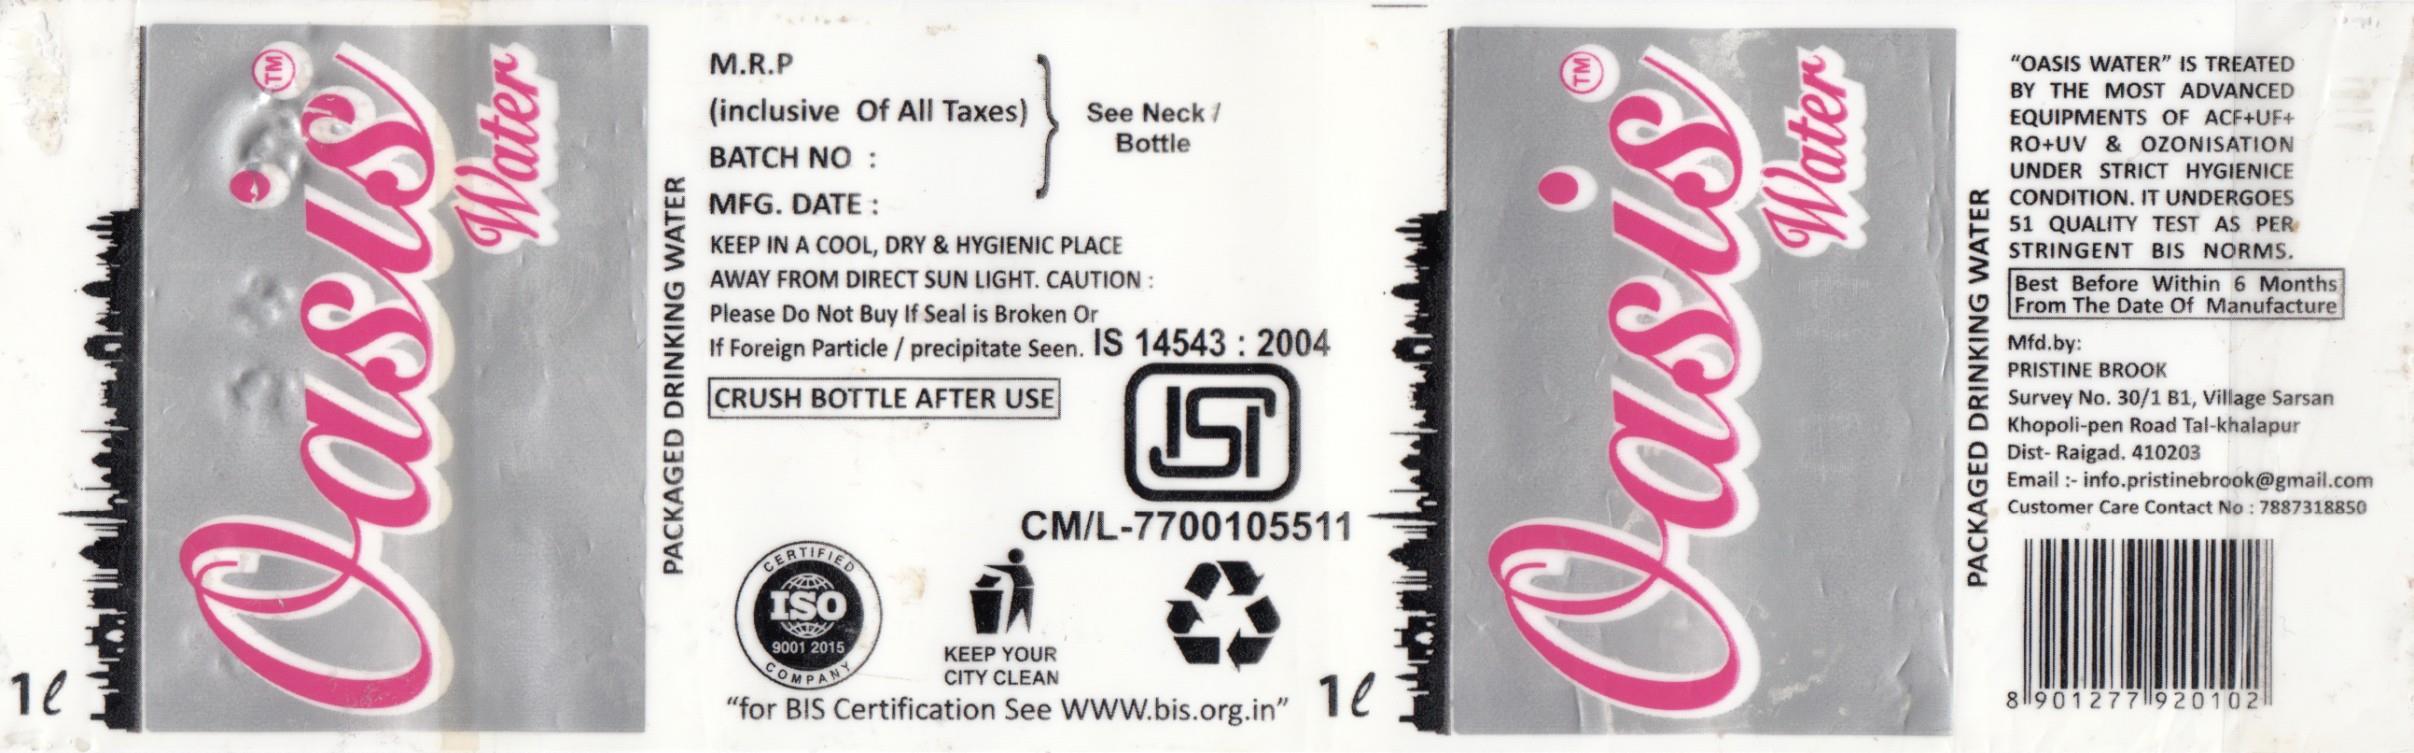 Oasis TM
Water
1ℓ
PACKAGED DRINKING WATER
M.R.P
(inclusive Of All Taxes)
BATCH NO :
MFG. DATE :
See Neck /
Bottle
KEEP IN A COOL, DRY & HYGIENIC PLACE
AWAY FROM DIRECT SUN LIGHT. CAUTION :
Please Do Not Buy If Seal is Broken Or
If Foreign Particle / precipitate Seen.
CRUSH BOTTLE AFTER USE
IS 14543 : 2004
ISI
CM/L-7700105511
CERTIFIED
ISO
9001 2015
COMPANY
KEEP YOUR
CITY CLEAN
“for BIS Certification See WWW.bis.org.in”
1ℓ
Oasis TM
Water
PACKAGED DRINKING WATER
“OASIS WATER” IS TREATED
BY THE MOST ADVANCED
EQUIPMENTS OF ACF+UF+
RO+UV & OZONISATION
UNDER STRICT HYGIENICE
CONDITION. IT UNDERGOES
51 QUALITY TEST AS PER
STRINGENT BIS NORMS.
Best Before Within 6 Months
From The Date Of Manufacture
Mfd.by:
PRISTINE BROOK
Survey No. 30/1 B1, Village Sarsan
Khopoli-pen Road Tal-khalapur
Dist- Raigad. 410203
Email :- info.pristinebrook@gmail.com
Customer Care Contact No : 7887318850
8 901277 920102